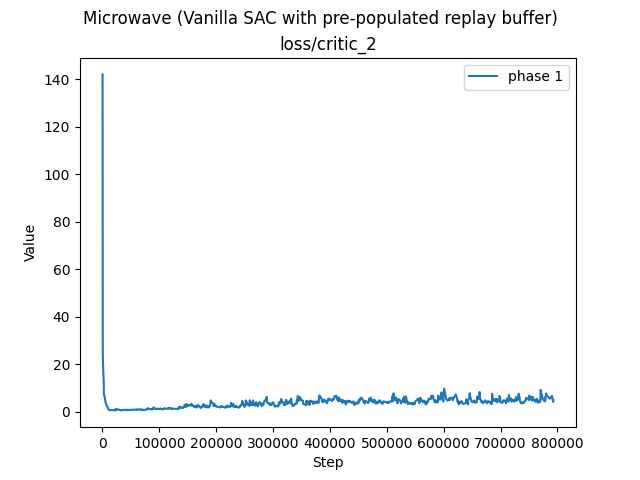 Microwave (Vanilla SAC with pre-populated replay buffer)
loss/critic_2
phase 1
Value
140
120
100
80
60
40
20
0
0 100000 200000 300000 400000 500000 600000 700000 800000
Step